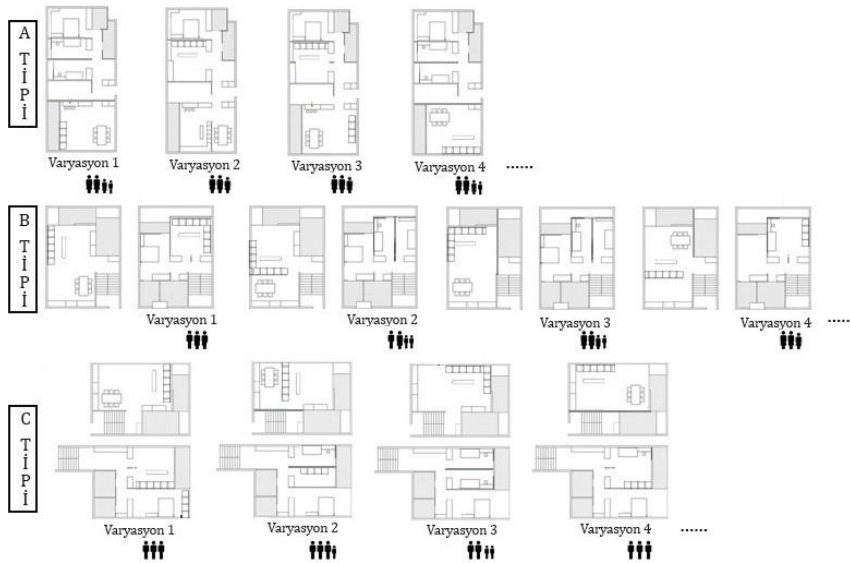 A
T
İ
P
İ
Varyasyon 1
Varyasyon 2
Varyasyon 3
Varyasyon 4 ......
B
T
İ
P
İ
Varyasyon 1
Varyasyon 2
Varyasyon 3
Varyasyon 4 .....
C
T
İ
P
İ
Varyasyon 1
Varyasyon 2
Varyasyon 3
Varyasyon 4 ......